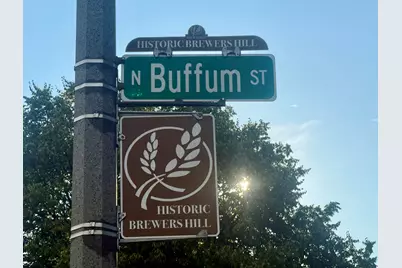 HISTORIC BREWERS HILL
N Buffum ST
HISTORIC
BREWERS HILL